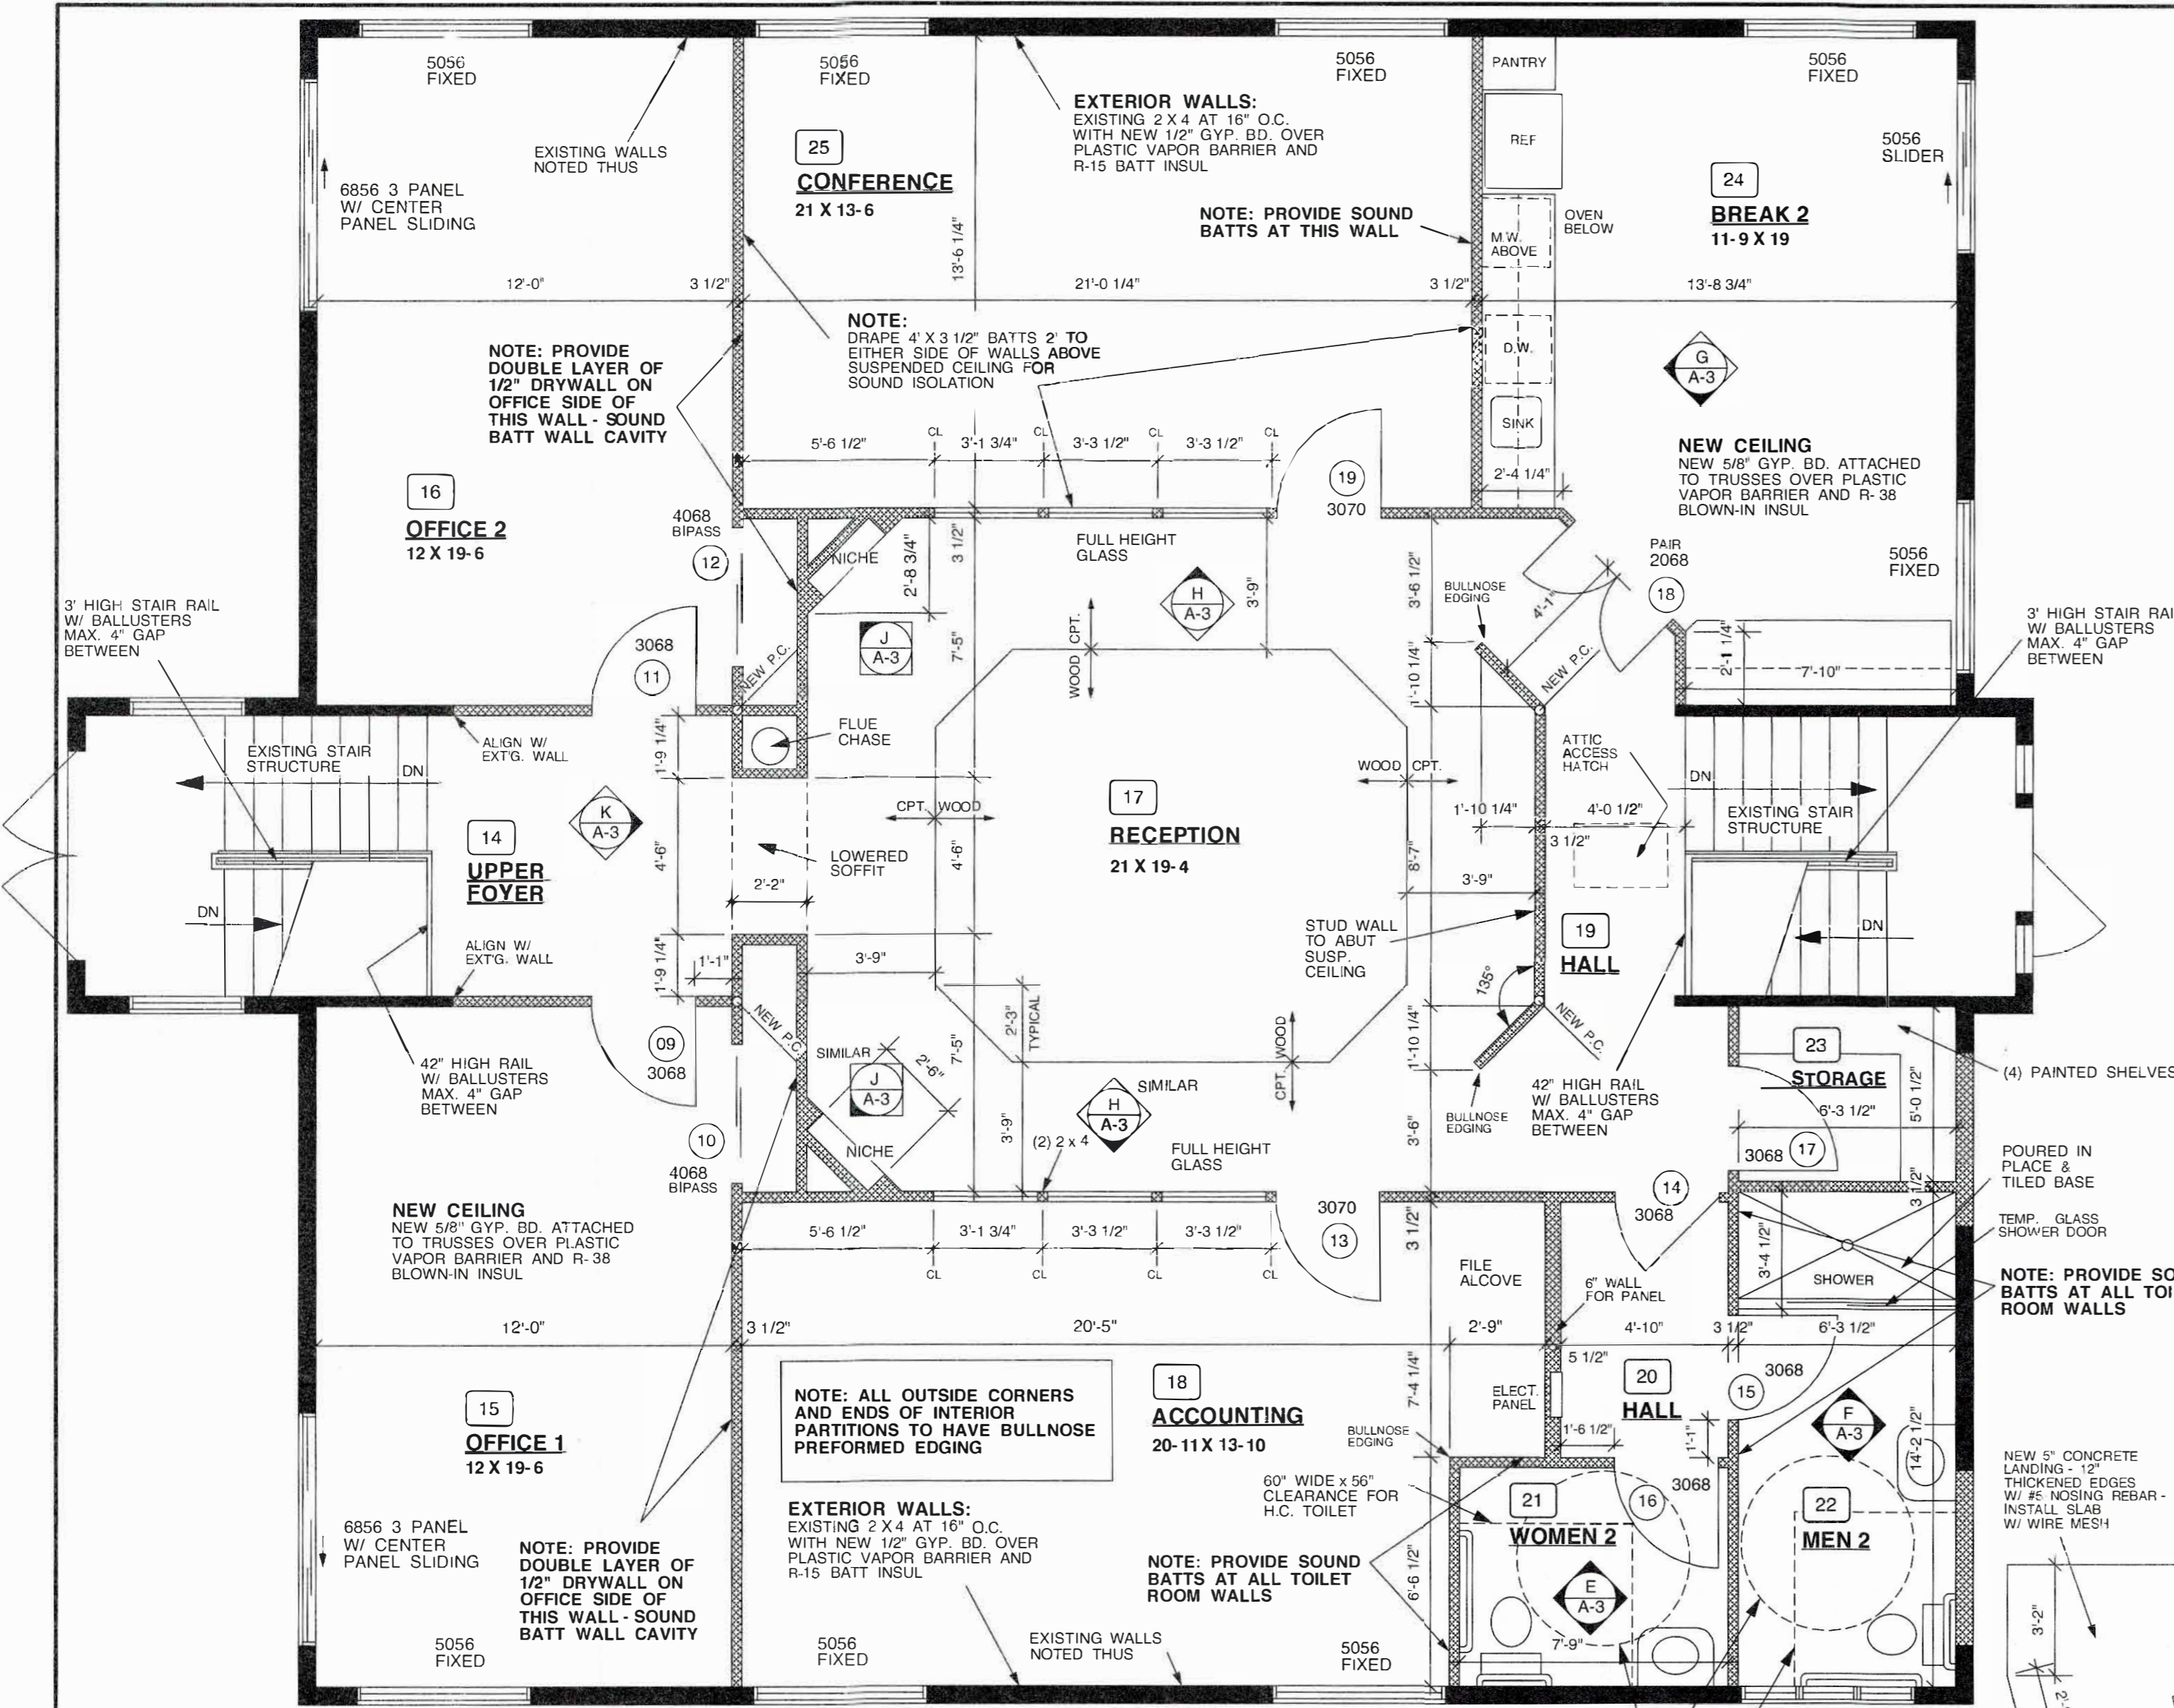 5056
FIXED
5056
FIXED
5056
FIXED
5056
FIXED
PANTRY
REF
EXISTING WALLS
NOTED THUS
25
CONFERENCE
21 X 13-6
EXTERIOR WALLS:
EXISTING 2 X 4 AT 16" O.C.
WITH NEW 1/2" GYP. BD. OVER
PLASTIC VAPOR BARRIER AND
R-15 BATT INSUL
5056
SLIDER
24
BREAK 2
11-9 X 19
6856 3 PANEL
W/ CENTER
PANEL SLIDING
NOTE: PROVIDE SOUND
BATTS AT THIS WALL
M.W.
ABOVE
OVEN
BELOW
13'-6 1/4"
12'-0"
3 1/2"
21'-0 1/4"
3 1/2"
13'-8 3/4"
NOTE:
DRAPE 4' X 3 1/2" BATTS 2' TO
EITHER SIDE OF WALLS ABOVE
SUSPENDED CEILING FOR
SOUND ISOLATION
NOTE: PROVIDE
DOUBLE LAYER OF
1/2" DRYWALL ON
OFFICE SIDE OF
THIS WALL - SOUND
BATT WALL CAVITY
D.W.
SINK
2'-4 1/4"
G
A-3
5'-6 1/2"
CL
3'-1 3/4"
CL
3'-3 1/2"
CL
3'-3 1/2"
CL
19
3070
NEW CEILING
NEW 5/8" GYP. BD. ATTACHED
TO TRUSSES OVER PLASTIC
VAPOR BARRIER AND R-38
BLOWN-IN INSUL
16
OFFICE 2
12 X 19-6
4068
BIPASS
12
NICHE
2'-8 3/4"
3 1/2"
FULL HEIGHT
GLASS
H
A-3
3'-9"
3'-6 1/2"
BULLNOSE
EDGING
4'-1"
PAIR
2068
18
5056
FIXED
3' HIGH STAIR RAIL
W/ BALLUSTERS
MAX. 4" GAP
BETWEEN
3068
11
J
A-3
7'-5"
WOOD CPT.
NEW P.C.
1'-10 1/4"
NEW P.C.
2'-1 1/4"
7'-10"
3' HIGH STAIR RAI
W/ BALLUSTERS
MAX. 4" GAP
BETWEEN
EXISTING STAIR
STRUCTURE
DN
ALIGN W/
EXT'G. WALL
1'-9 1/4"
FLUE
CHASE
ATTIC
ACCESS
HATCH
WOOD CPT.
DN
EXISTING STAIR
STRUCTURE
K
A-3
CPT. WOOD
17
RECEPTION
21 X 19-4
1'-10 1/4"
4'-0 1/2"
3 1/2"
14
UPPER
FOYER
4'-6"
LOWERED
SOFFIT
4'-6"
2'-2"
8'-7"
3'-9"
DN
STUD WALL
TO ABUT
SUSP.
CEILING
19
HALL
DN
ALIGN W/
EXT'G. WALL
1'-9 1/4"
1'-1"
3'-9"
135°
42" HIGH RAIL
W/ BALLUSTERS
MAX. 4" GAP
BETWEEN
09
3068
NEW P.C.
SIMILAR
J
A-3
2'-6"
7'-5"
2'-3"
TYPICAL
CPT. WOOD
1'-10 1/4"
NEW P.C.
42" HIGH RAIL
W/ BALLUSTERS
MAX. 4" GAP
BETWEEN
23
STORAGE
6'-3 1/2"
5'-0 1/2"
(4) PAINTED SHELVES
10
4068
BIPASS
NICHE
3'-9"
H
A-3
SIMILAR
(2) 2 x 4
FULL HEIGHT
GLASS
3'-6"
BULLNOSE
EDGING
3068
17
3 1/2"
POURED IN
PLACE &
TILED BASE
NEW CEILING
NEW 5/8" GYP. BD. ATTACHED
TO TRUSSES OVER PLASTIC
VAPOR BARRIER AND R-38
BLOWN-IN INSUL
5'-6 1/2"
CL
3'-1 3/4"
CL
3'-3 1/2"
CL
3'-3 1/2"
CL
3070
13
3 1/2"
FILE
ALCOVE
14
3068
6" WALL
FOR PANEL
3'-4 1/2"
SHOWER
TEMP. GLASS
SHOWER DOOR
NOTE: PROVIDE SO
BATTS AT ALL TOI
ROOM WALLS
12'-0"
3 1/2"
20'-5"
2'-9"
4'-10"
3 1/2"
6'-3 1/2"
5 1/2"
15
OFFICE 1
12 X 19-6
NOTE: ALL OUTSIDE CORNERS
AND ENDS OF INTERIOR
PARTITIONS TO HAVE BULLNOSE
PREFORMED EDGING
18
ACCOUNTING
20-11 X 13-10
7'-4 1/4"
ELECT.
PANEL
20
HALL
3068
15
F
A-3
14'-2 1/2"
BULLNOSE
EDGING
1'-6 1/2"
1'-1"
60" WIDE x 56"
CLEARANCE FOR
H.C. TOILET
21
WOMEN 2
3068
16
22
MEN 2
NEW 5" CONCRETE
LANDING - 12"
THICKENED EDGES
W/ #5 NOSING REBAR -
INSTALL SLAB
W/ WIRE MESH
6856 3 PANEL
W/ CENTER
PANEL SLIDING
NOTE: PROVIDE
DOUBLE LAYER OF
1/2" DRYWALL ON
OFFICE SIDE OF
THIS WALL - SOUND
BATT WALL CAVITY
EXTERIOR WALLS:
EXISTING 2 X 4 AT 16" O.C.
WITH NEW 1/2" GYP. BD. OVER
PLASTIC VAPOR BARRIER AND
R-15 BATT INSUL
NOTE: PROVIDE SOUND
BATTS AT ALL TOILET
ROOM WALLS
6'-6 1/2"
E
A-3
7'-9"
3'-2"
5056
FIXED
5056
FIXED
EXISTING WALLS
NOTED THUS
5056
FIXED